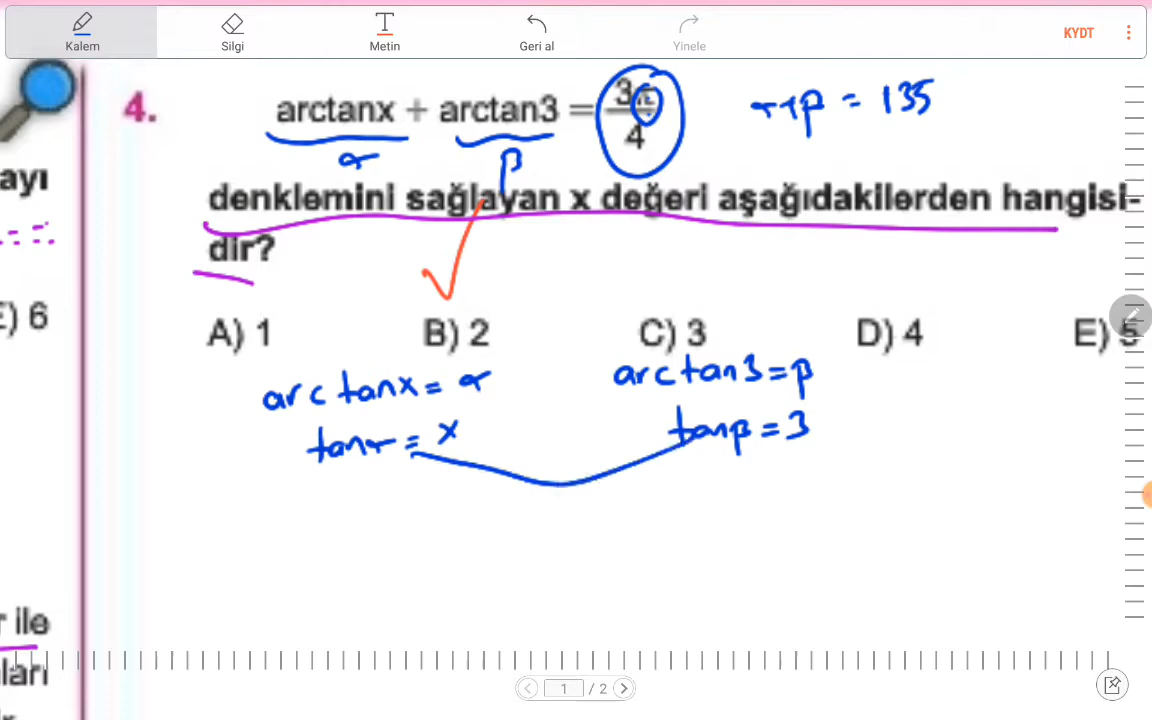 Kalem Silgi Metin Geri al Yinele KYDT
4. arctanx + arctan3 = 3π/4
α + β = 135
α β
ayı
denklemini sağlayan x değeri aşağıdakilerden hangisi-
dir?
E) 6
A) 1 B) 2 C) 3 D) 4 E) 5
arctanx = α arctan3 = β
tanα = x tanβ = 3
ile
ları
1 / 2